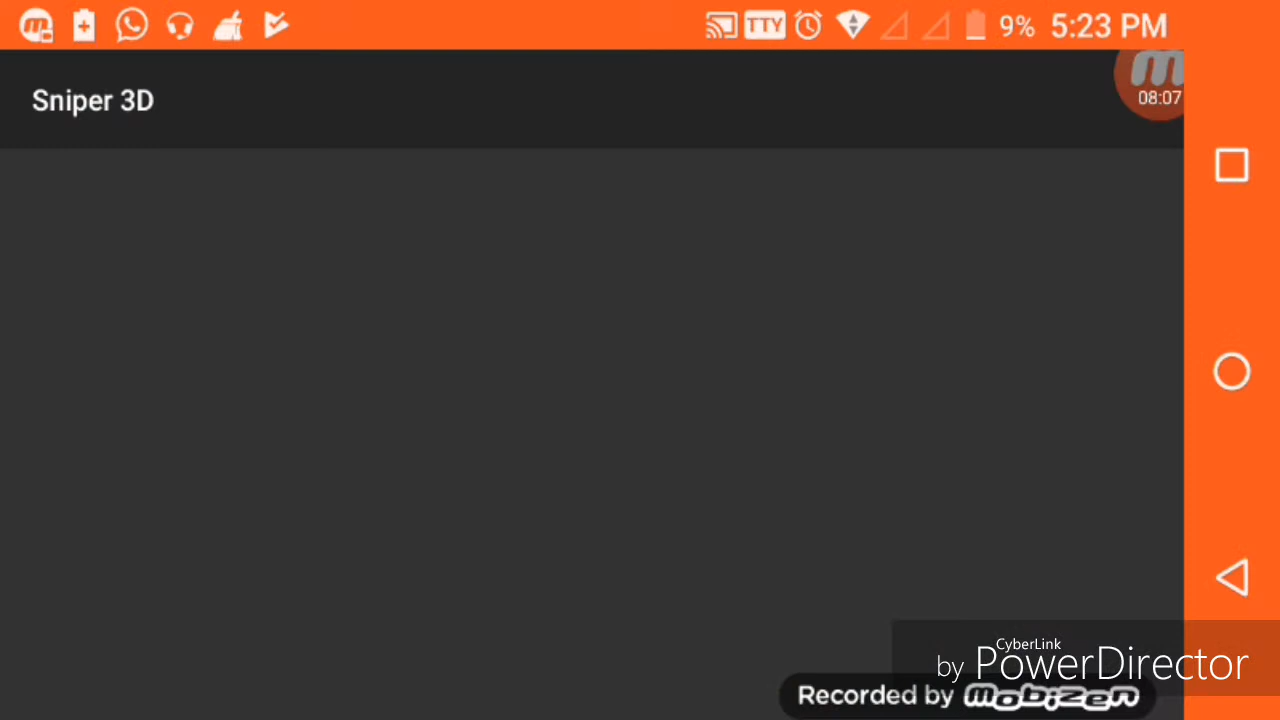 TTY 9% 5:23 PM
Sniper 3D
08:07
CyberLink
by PowerDirector
Recorded by mobizen